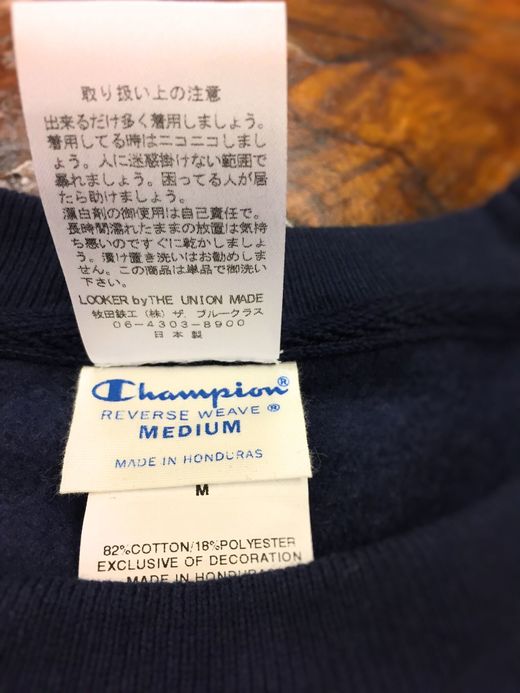 取り扱い上の注意
出来るだけ多く着用しましょう。
着用してる時はニコニコしまし
ょう。人に迷惑掛けない範囲で
暴れましょう。困ってる人が居
たら助けましょう。
漂白剤の御使用は自己責任で。
長時間濡れたままの放置は気持
ち悪いのですぐに乾かしましょ
う。漬け置き洗いはお勧めしま
せん。この商品は単品で御洗い
下さい。
LOOKER byTHE UNION MADE
牧田鉄工(株)ザ.ブルークラス
06-4303-8900
日本製
Champion®
REVERSE WEAVE ®
MEDIUM
MADE IN HONDURAS
M
82%COTTON/18%POLYESTER
EXCLUSIVE OF DECORATION
MADE IN HONDURAS